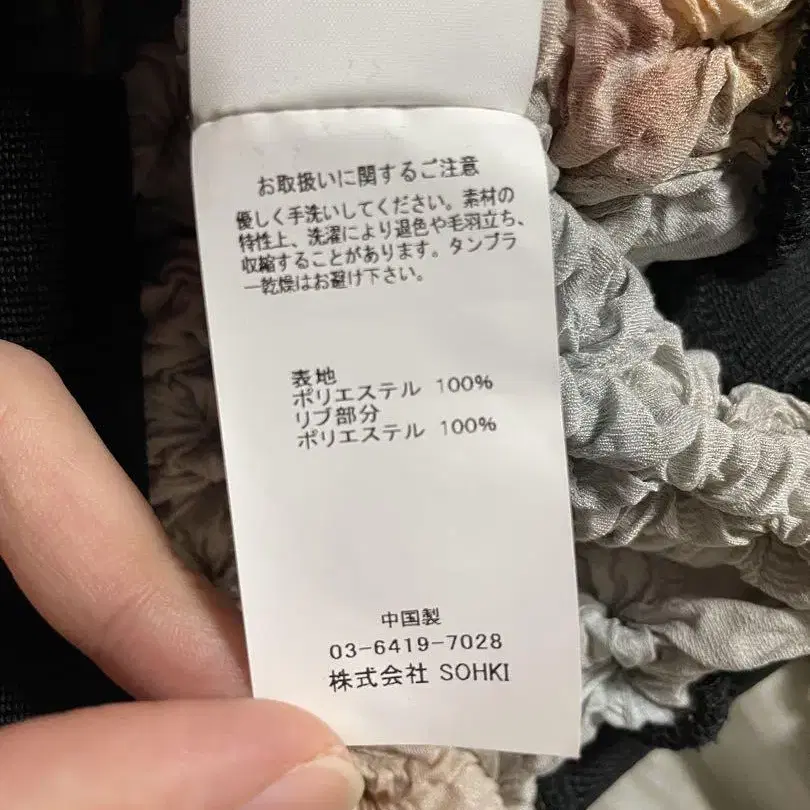 お取扱いに関するご注意
優しく手洗いしてください。素材の
特性上、洗濯により退色や毛羽立ち、
収縮することがあります。タンブラ
ー乾燥はお避け下さい。
表地
ポリエステル 100%
リブ部分
ポリエステル 100%
中国製
03-6419-7028
株式会社 SOHKI